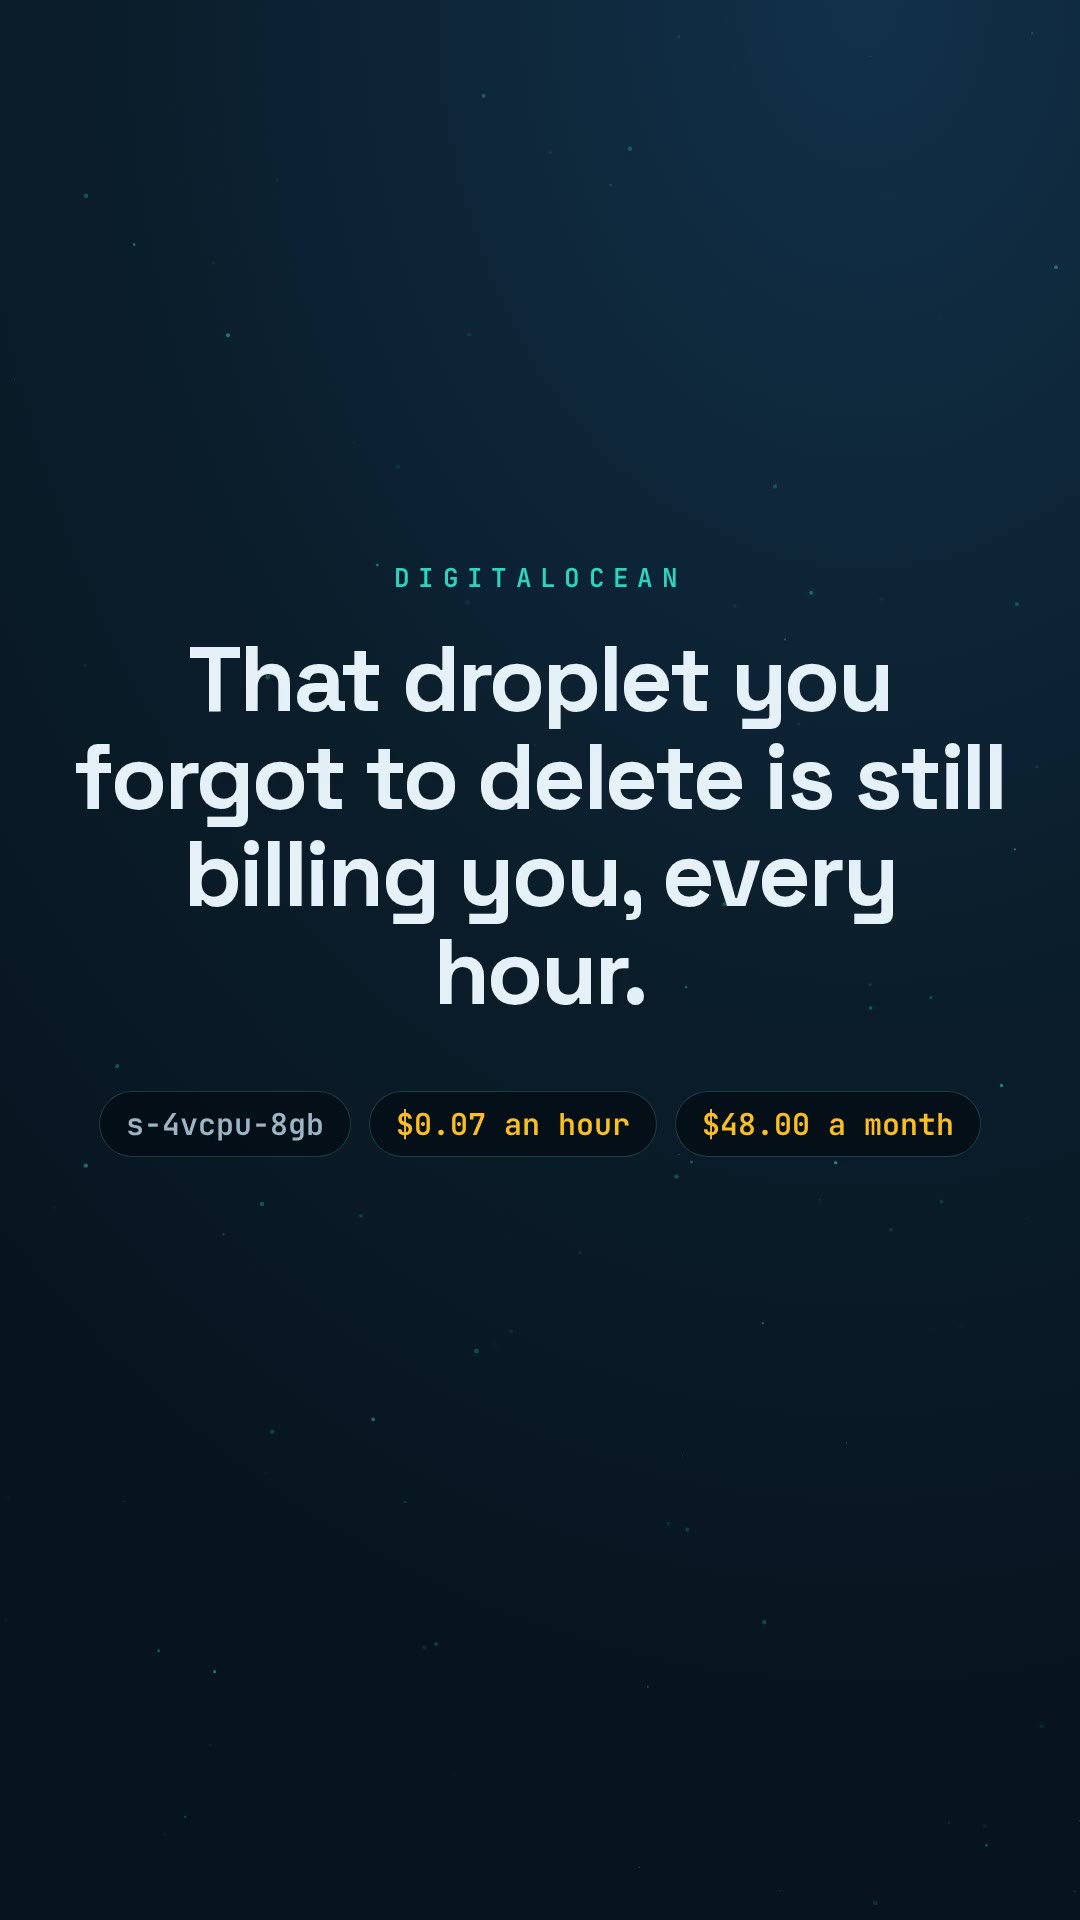 DIGITALOCEAN
That droplet you
forgot to delete is still
billing you, every
hour.
s-4vcpu-8gb $0.07 an hour $48.00 a month